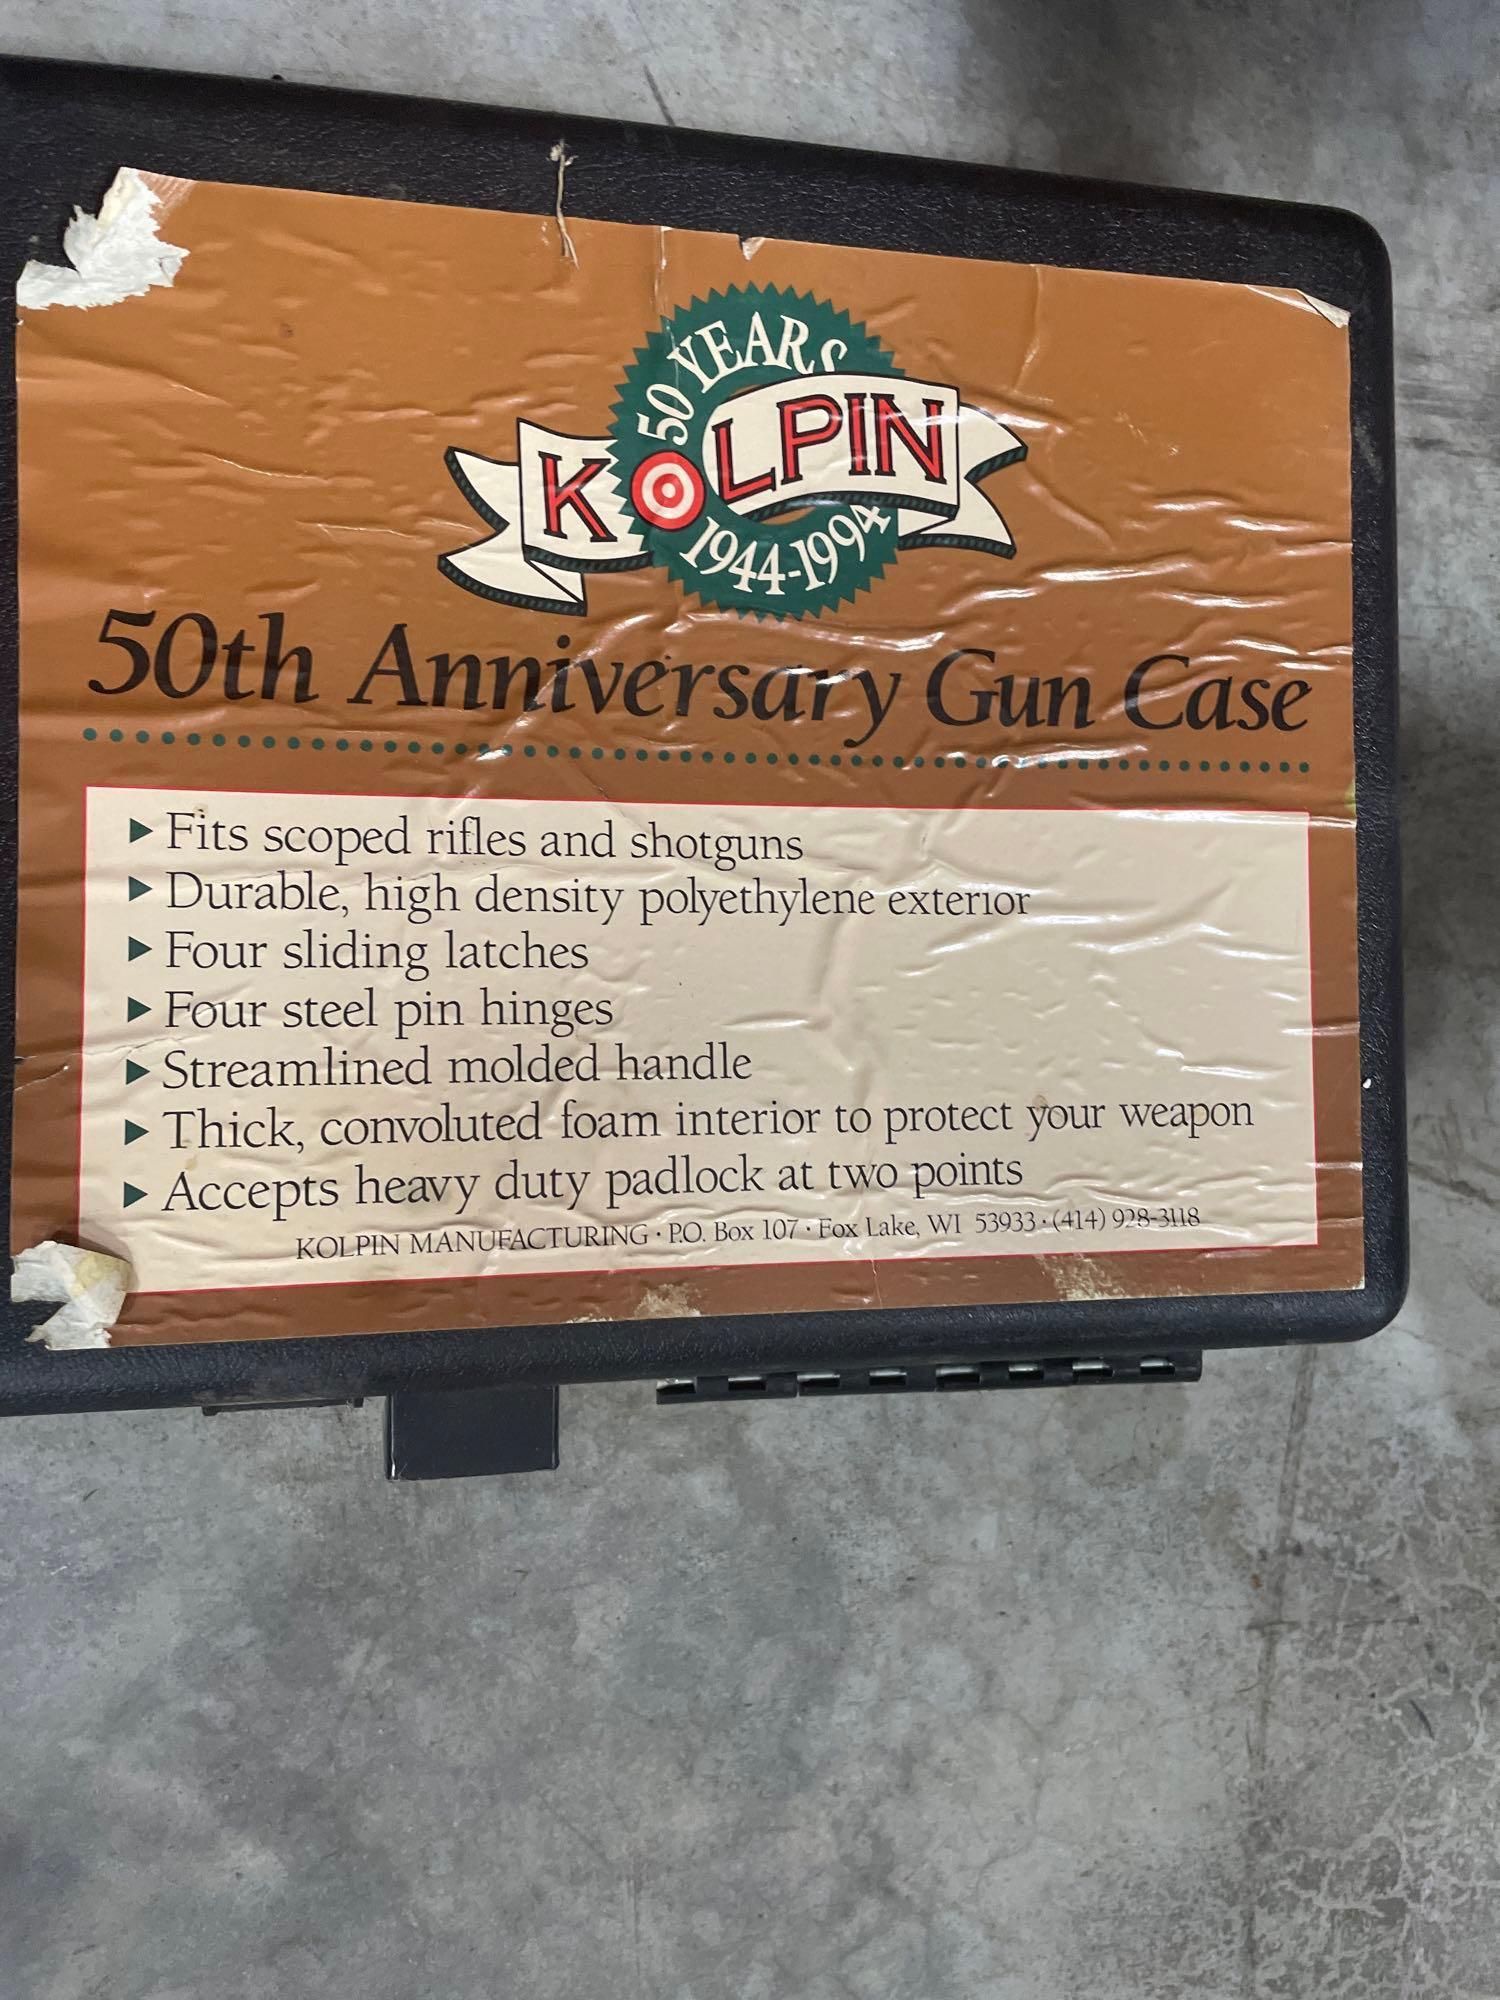 50 YEARS
KOLPIN
1944-1994
50th Anniversary Gun Case
Fits scoped rifles and shotguns
Durable, high density polyethylene exterior
Four sliding latches
Four steel pin hinges
Streamlined molded handle
Thick, convoluted foam interior to protect your weapon
Accepts heavy duty padlock at two points
KOLPIN MANUFACTURING · P.O. Box 107 · Fox Lake, WI 53933 · (414) 928-3118